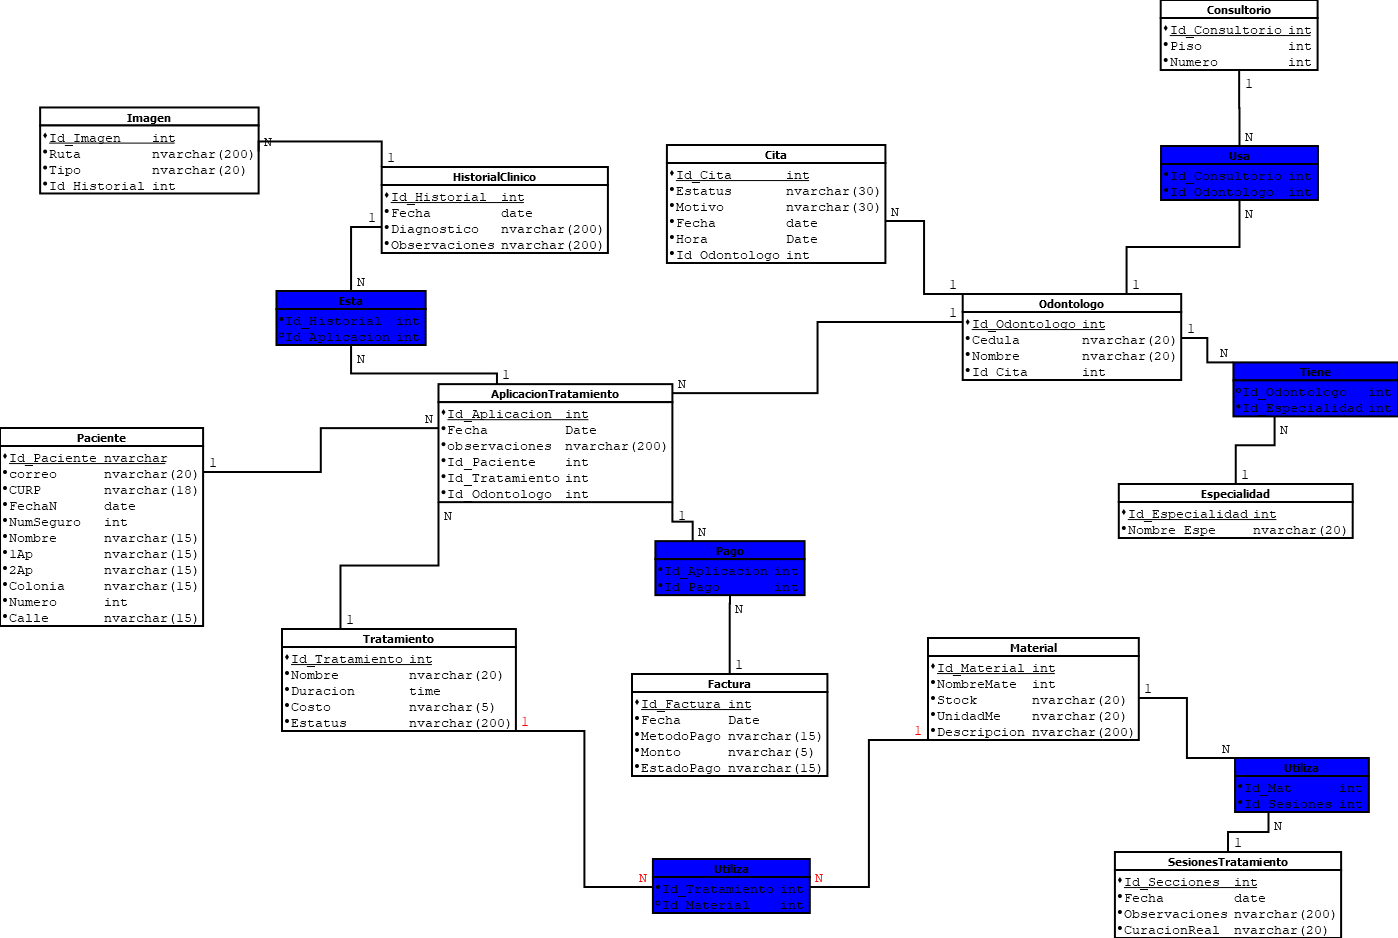 Consultorio
Id_Consultorio int
Piso int
Numero int
1
N
Usa
Id_Consultorio int
Id_Odontologo int
N
1
Imagen
Id_Imagen int
Ruta nvarchar(200)
Tipo nvarchar(20)
Id_Historial int
N
1
HistorialClinico
Id_Historial int
Fecha date
Diagnostico nvarchar(200)
Observaciones nvarchar(200)
1
N
Esta
Id_Historial int
Id_Aplicacion int
N
1
Cita
Id_Cita int
Estatus nvarchar(30)
Motivo nvarchar(30)
Fecha date
Hora Date
Id_Odontologo int
N
1
Odontologo
Id_Odontologo int
Cedula nvarchar(20)
Nombre nvarchar(20)
Id_Cita int
1
N
1
N
Tiene
Id_Odontologo int
Id_Especialidad int
N
1
Especialidad
Id_Especialidad int
Nombre_Espe nvarchar(20)
AplicacionTratamiento
Id_Aplicacion int
Fecha Date
observaciones nvarchar(200)
Id_Paciente int
Id_Tratamiento int
Id_Odontologo int
N
1
Paciente
Id_Paciente nvarchar
correo nvarchar(20)
CURP nvarchar(18)
FechaN date
NumSeguro int
Nombre nvarchar(15)
1Ap nvarchar(15)
2Ap nvarchar(15)
Colonia nvarchar(15)
Numero int
Calle nvarchar(15)
N
1
Tratamiento
Id_Tratamiento int
Nombre nvarchar(20)
Duracion time
Costo nvarchar(5)
Estatus nvarchar(200)
1
1
N
Pago
Id_Aplicacion int
Id_Pago int
N
1
Factura
Id_Factura int
Fecha Date
MetodoPago nvarchar(15)
Monto nvarchar(5)
EstadoPago nvarchar(15)
Material
Id_Material int
NombreMate int
Stock nvarchar(20)
UnidadMe nvarchar(20)
Descripcion nvarchar(200)
1
1
N
Utiliza
Id_Mat int
Id_Sesiones int
N
1
SesionesTratamiento
Id_Secciones int
Fecha date
Observaciones nvarchar(200)
CuracionReal nvarchar(20)
N
N
Utiliza
Id_Tratamiento int
Id_Material int